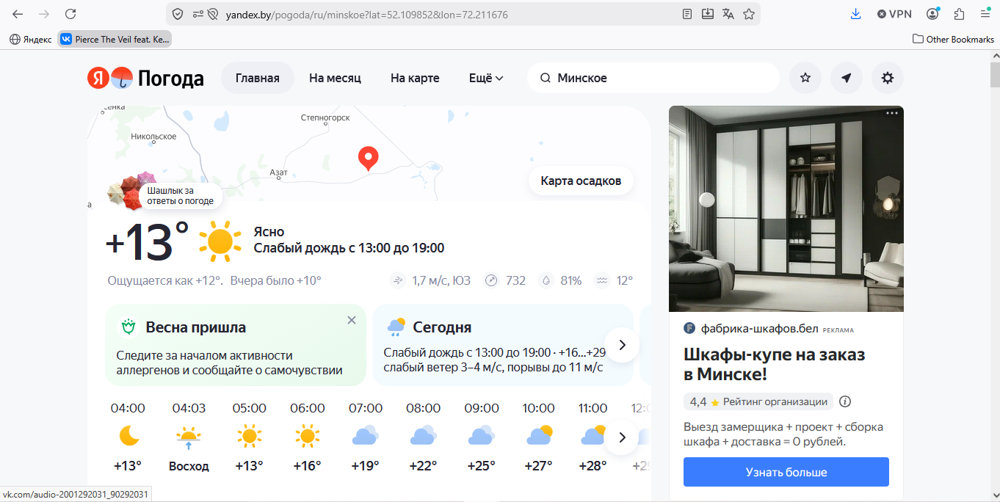 yandex.by/pogoda/ru/minskoe?lat=52.109852&lon=72.211676
VPN
Яндекс
Pierce The Veil feat. Ke...
Other Bookmarks
Я Погода
Главная
На месяц
На карте
Ещё
Минское
Степногорск
Никольское
Азат
Карта осадков
Шашлык за
ответы о погоде
+13°
Ясно
Слабый дождь с 13:00 до 19:00
Ощущается как +12°. Вчера было +10°
1,7 м/с, ЮЗ
732
81%
12°
Весна пришла
Следите за началом активности
аллергенов и сообщайте о самочувствии
Сегодня
Слабый дождь с 13:00 до 19:00 · +16...+29
слабый ветер 3–4 м/с, порывы до 11 м/с
04:00 04:03 05:00 06:00 07:00 08:00 09:00 10:00 11:00
+13° Восход +13° +16° +19° +22° +25° +27° +28°
фабрика-шкафов.бел РЕКЛАМА
Шкафы-купе на заказ
в Минске!
4,4 Рейтинг организации
Выезд замерщика + проект + сборка
шкафа + доставка = 0 рублей.
Узнать больше
vk.com/audio-2001292031_90292031